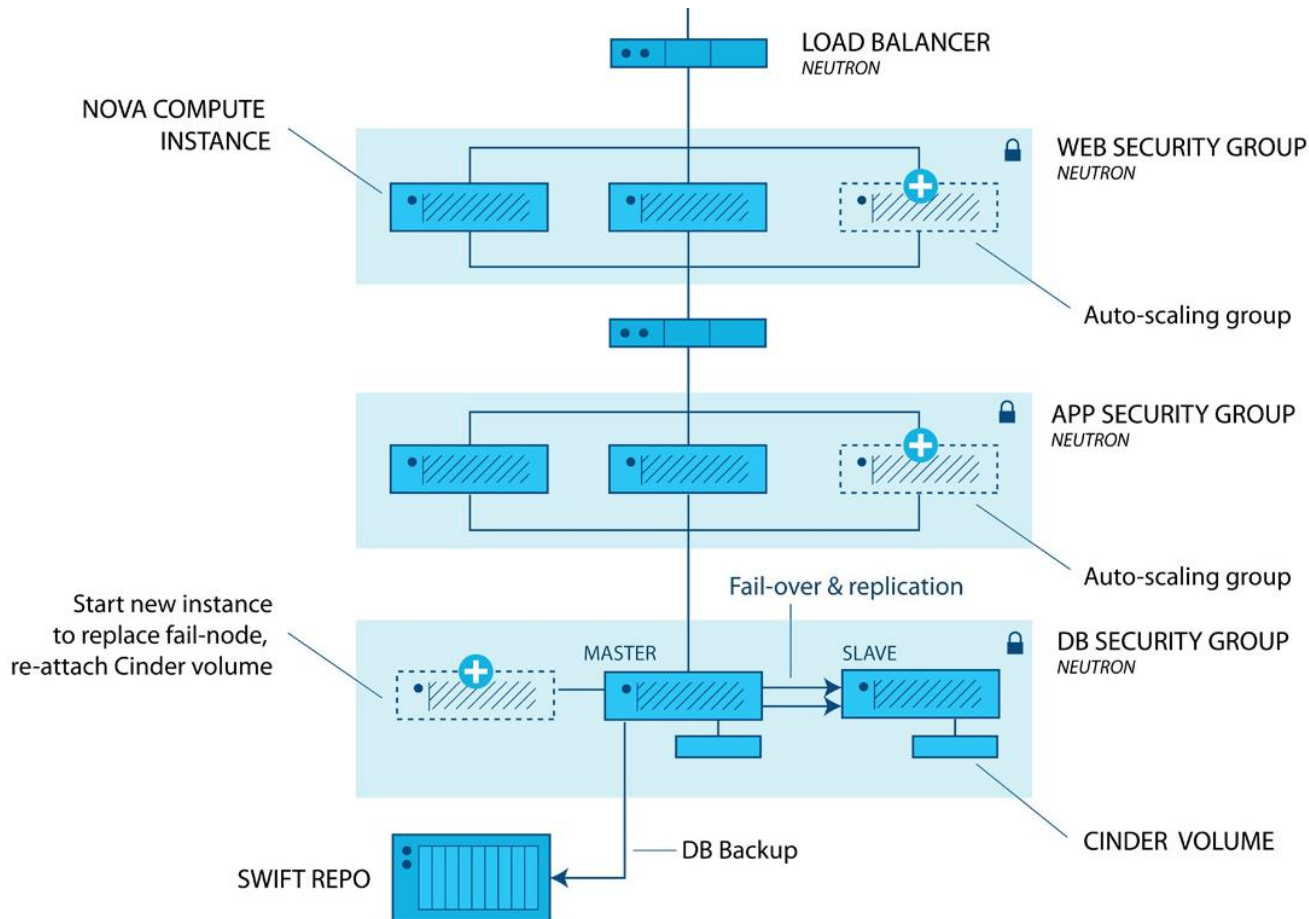 LOAD BALANCER
NEUTRON
NOVA COMPUTE
INSTANCE
WEB SECURITY GROUP
NEUTRON
Auto-scaling group
APP SECURITY GROUP
NEUTRON
Auto-scaling group
Fail-over & replication
Start new instance
to replace fail-node,
re-attach Cinder volume
MASTER
SLAVE
DB SECURITY GROUP
NEUTRON
DB Backup
CINDER VOLUME
SWIFT REPO